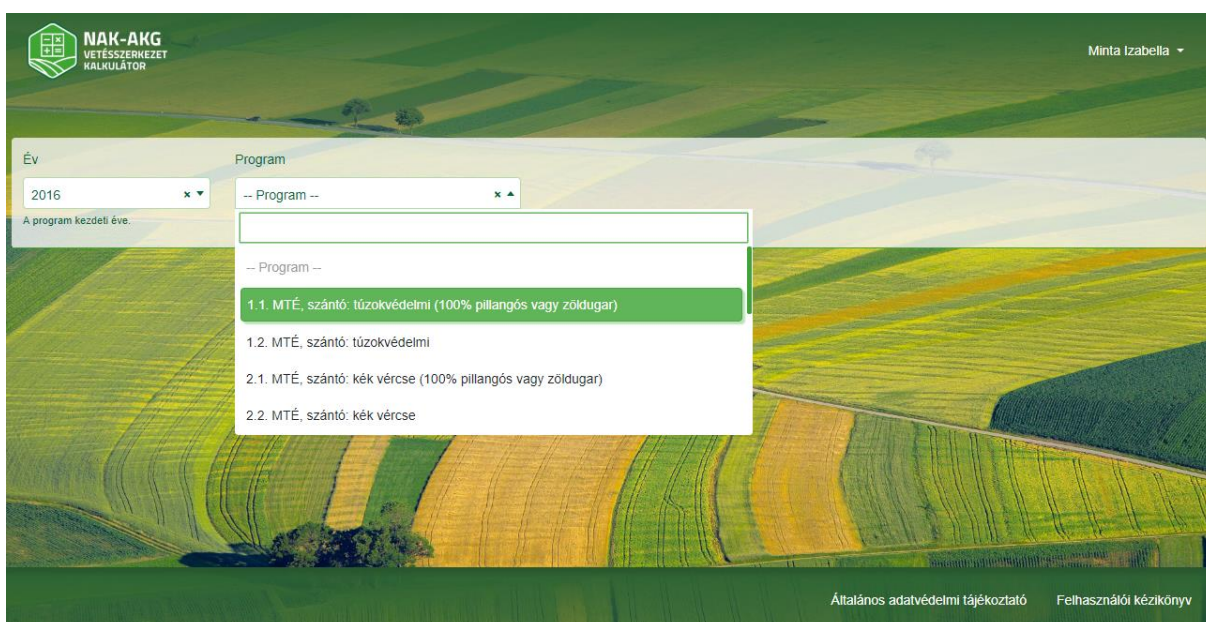 NAK-AKG
VETÉSSZERKEZET
KALKULÁTOR
Minta Izabella
Év
Program
2016
-- Program --
A program kezdeti éve.
-- Program --
1.1. MTÉ, szántó: túzokvédelmi (100% pillangós vagy zöldugar)
1.2. MTÉ, szántó: túzokvédelmi
2.1. MTÉ, szántó: kék vércse (100% pillangós vagy zöldugar)
2.2. MTÉ, szántó: kék vércse
Általános adatvédelmi tájékoztató
Felhasználói kézikönyv